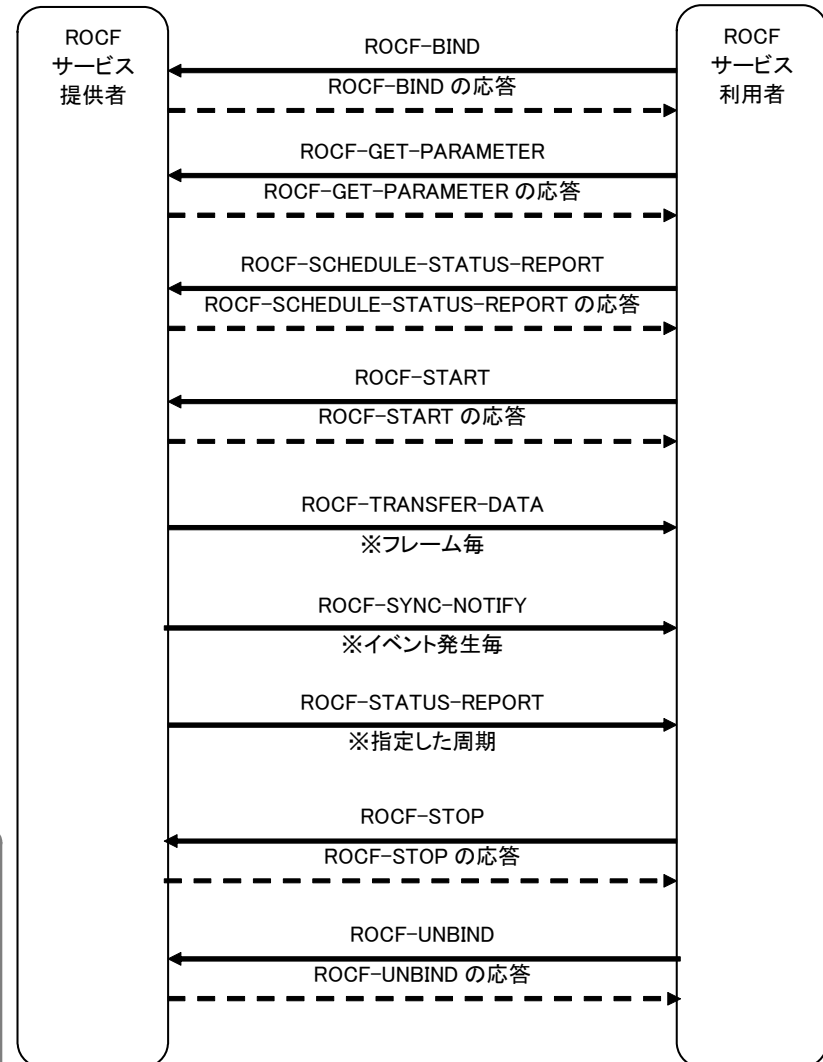 ROCF
サービス
提供者
ROCF
サービス
利用者
ROCF-BIND
ROCF-BIND の応答
ROCF-GET-PARAMETER
ROCF-GET-PARAMETER の応答
ROCF-SCHEDULE-STATUS-REPORT
ROCF-SCHEDULE-STATUS-REPORT の応答
ROCF-START
ROCF-START の応答
ROCF-TRANSFER-DATA
※フレーム毎
ROCF-SYNC-NOTIFY
※イベント発生毎
ROCF-STATUS-REPORT
※指定した周期
ROCF-STOP
ROCF-STOP の応答
ROCF-UNBIND
ROCF-UNBIND の応答